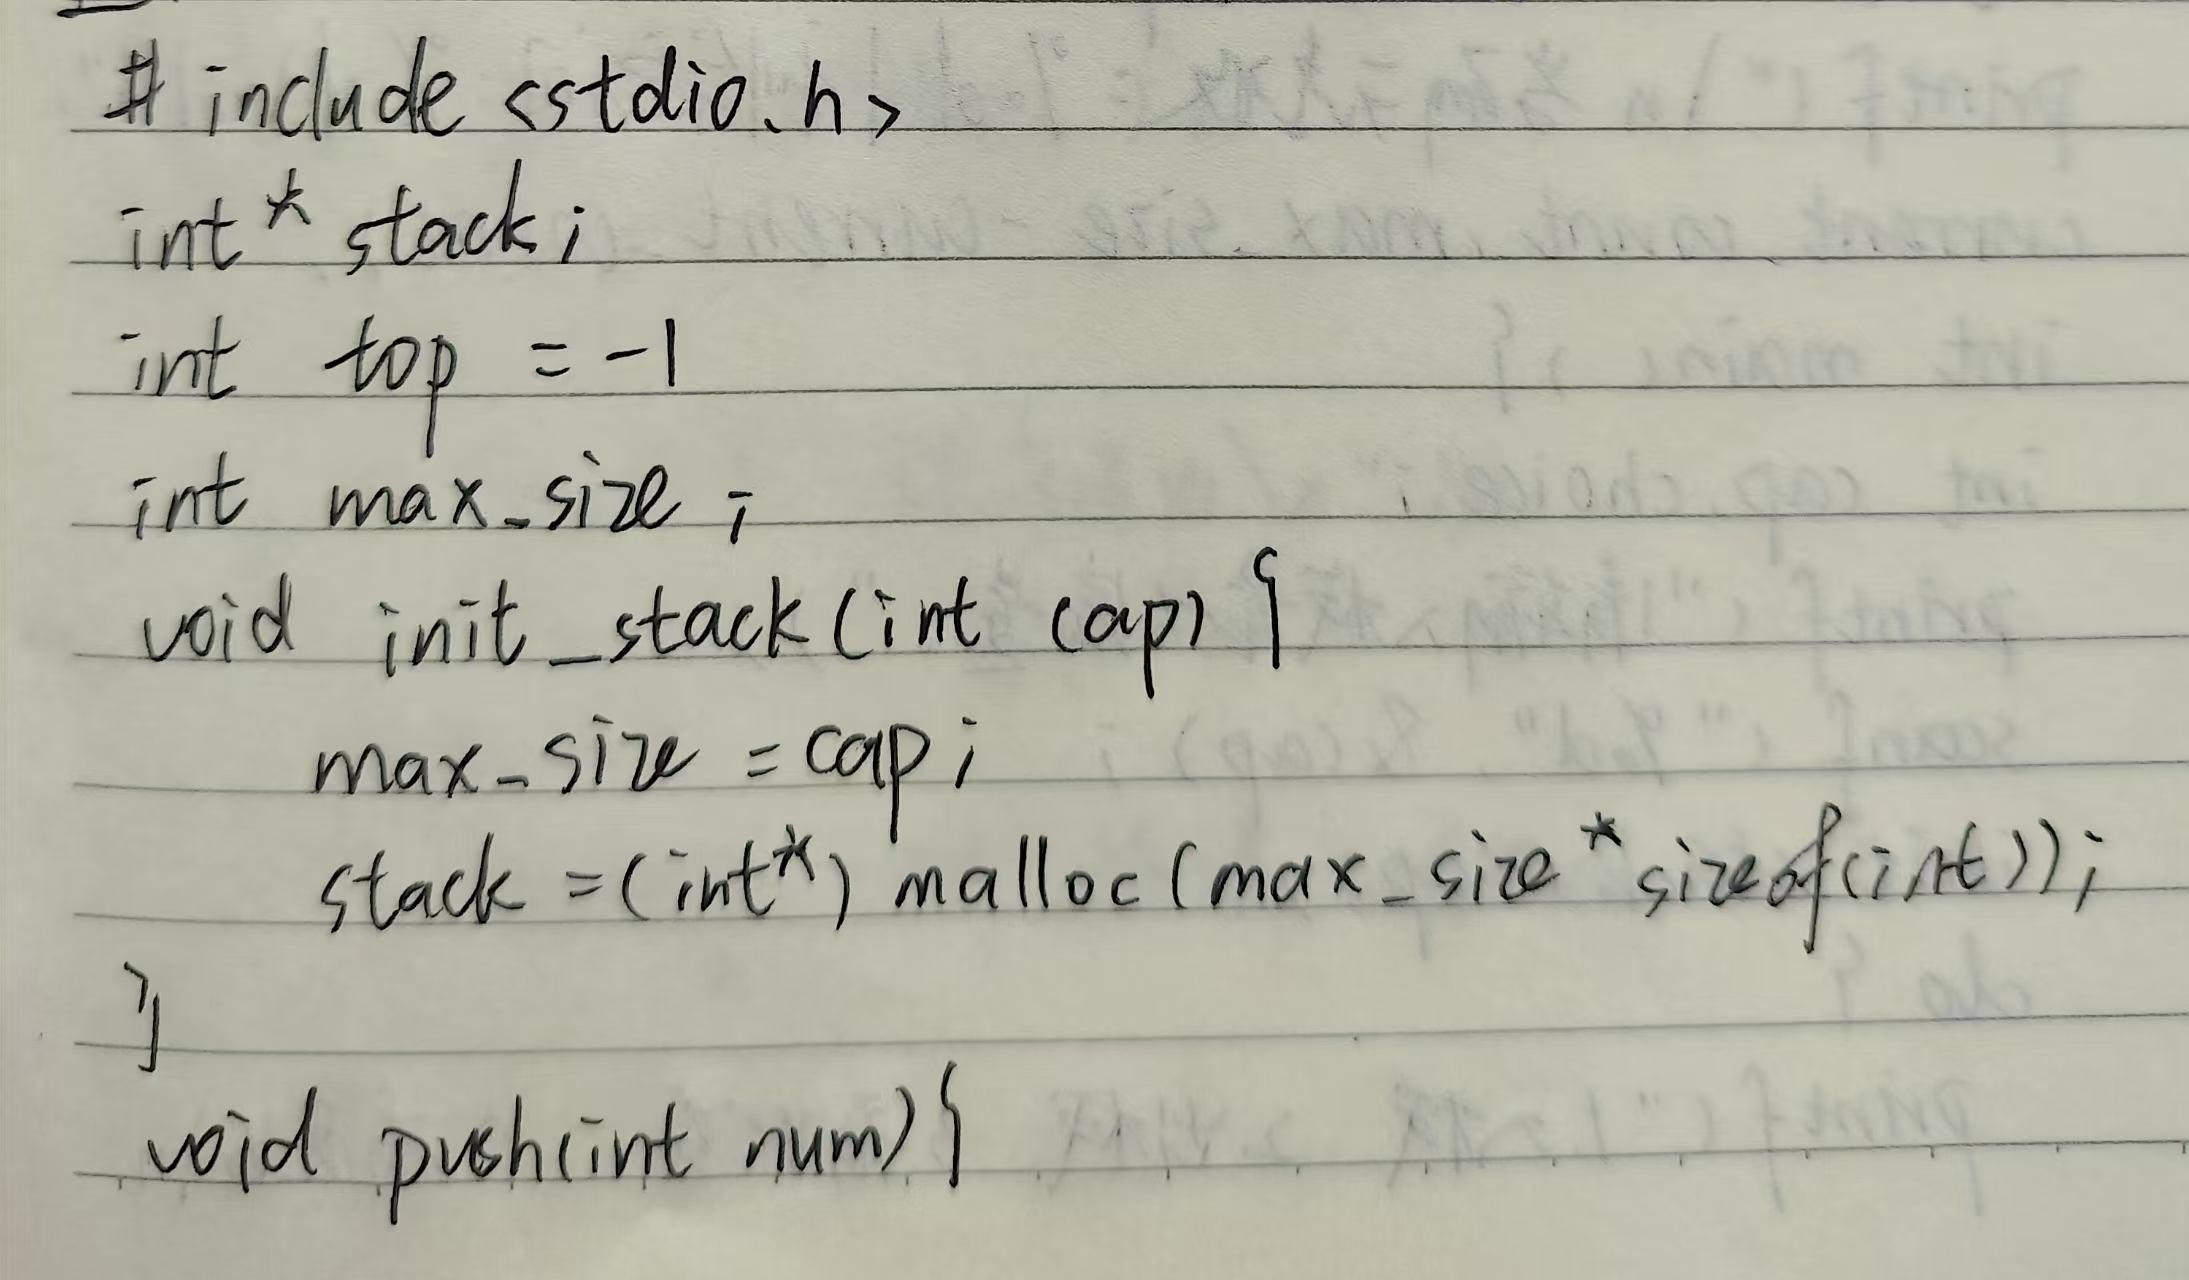 # include <stdio.h>
int* stack;
int top = -1
int max_size ;
void init_stack(int cap) {
max_size = cap;
stack = (int*) malloc(max_size * sizeof(int));
}
void push(int num) {